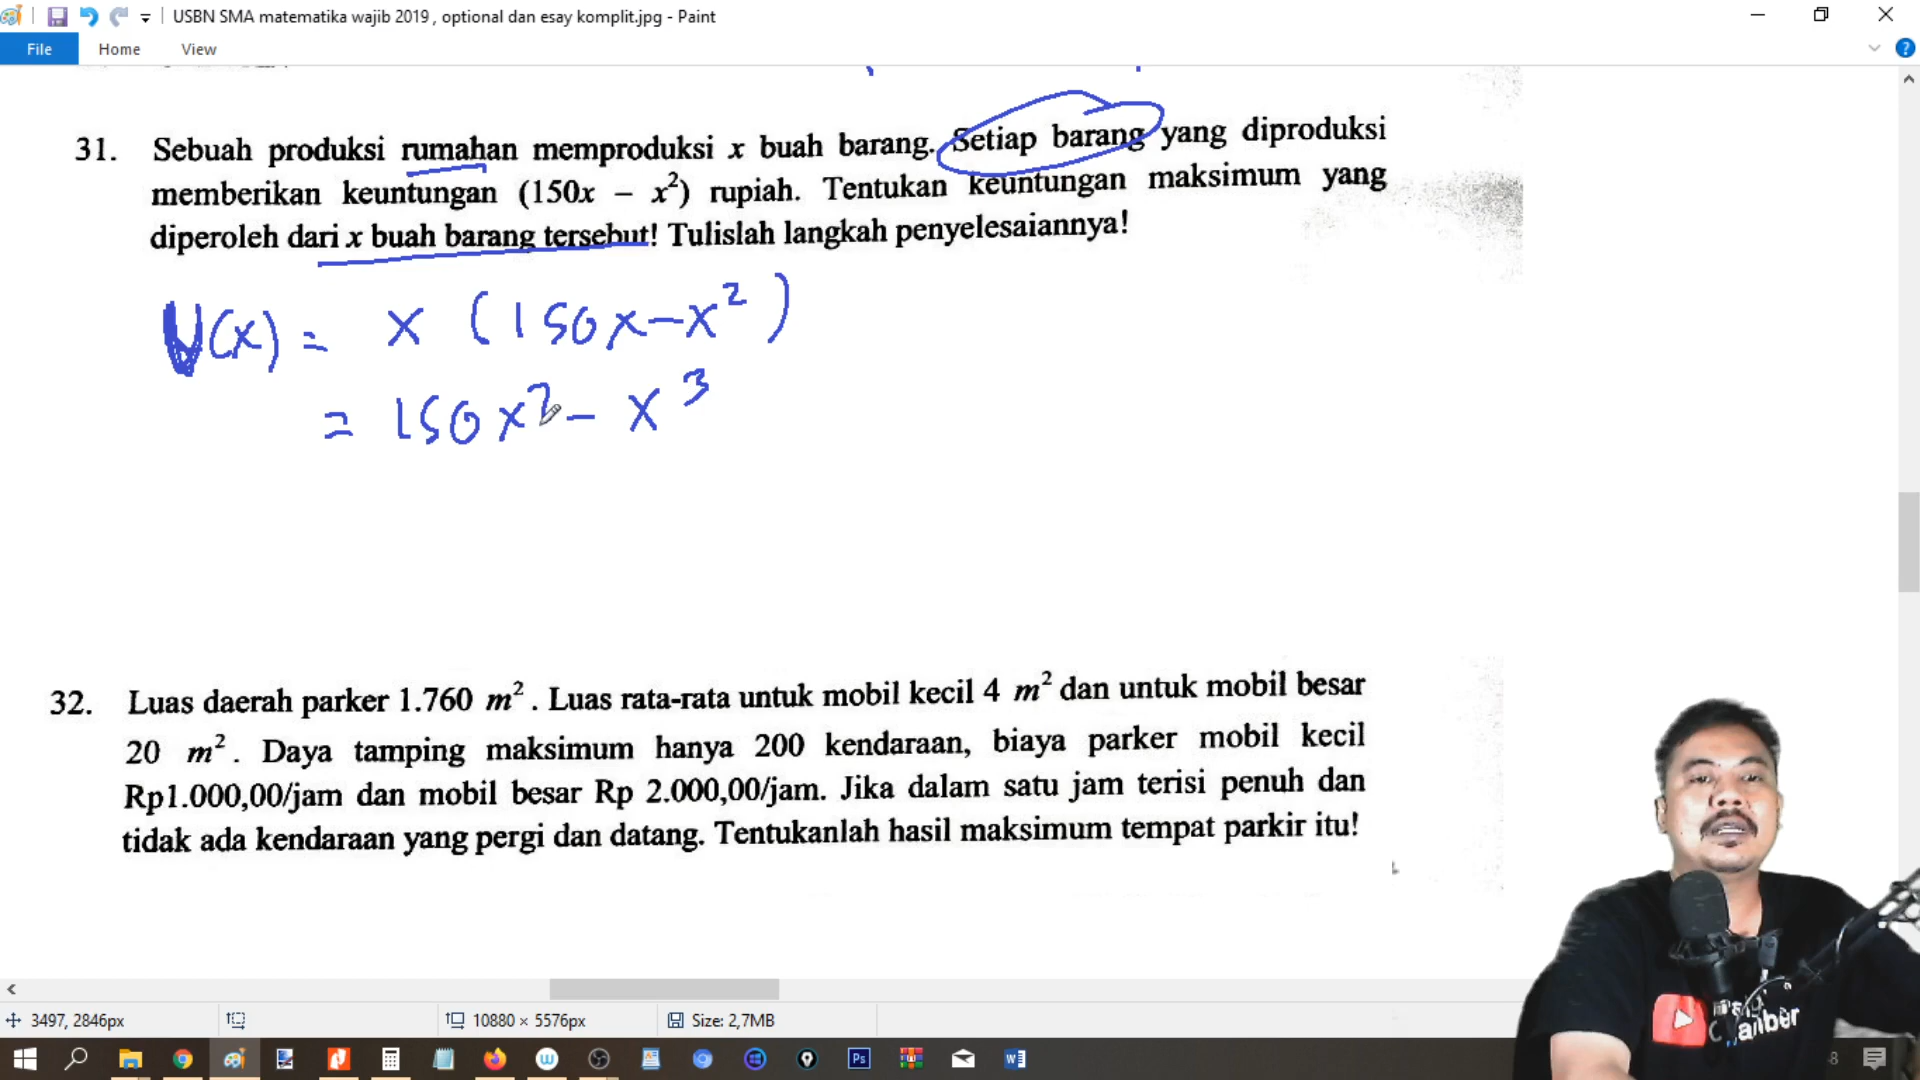 USBN SMA matematika wajib 2019 , optional dan esay komplit.jpg - Paint
File Home View
31. Sebuah produksi rumahan memproduksi x buah barang. Setiap barang yang diproduksi
memberikan keuntungan (150x – x²) rupiah. Tentukan keuntungan maksimum yang
diperoleh dari x buah barang tersebut! Tulislah langkah penyelesaiannya!
U(x) = x (150x-x²)
= 150x² - x³
32. Luas daerah parker 1.760 m² . Luas rata-rata untuk mobil kecil 4 m² dan untuk mobil besar
20 m² . Daya tamping maksimum hanya 200 kendaraan, biaya parker mobil kecil
Rp1.000,00/jam dan mobil besar Rp 2.000,00/jam. Jika dalam satu jam terisi penuh dan
tidak ada kendaraan yang pergi dan datang. Tentukanlah hasil maksimum tempat parkir itu!
3497, 2846px 10880 × 5576px Size: 2,7MB
Ps